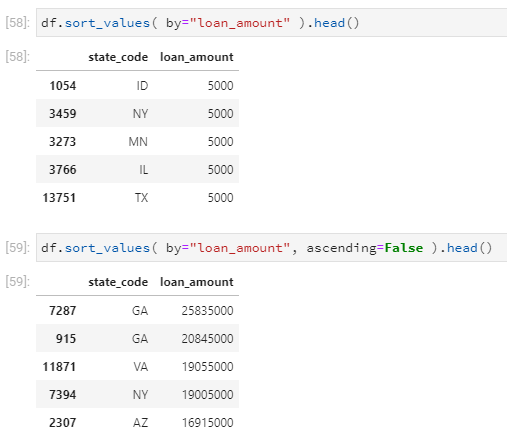 [58]: df.sort_values( by="loan_amount" ).head()
[58]:
state_code loan_amount
1054 ID 5000
3459 NY 5000
3273 MN 5000
3766 IL 5000
13751 TX 5000
[59]: df.sort_values( by="loan_amount", ascending=False ).head()
[59]:
state_code loan_amount
7287 GA 25835000
915 GA 20845000
11871 VA 19055000
7394 NY 19005000
2307 AZ 16915000